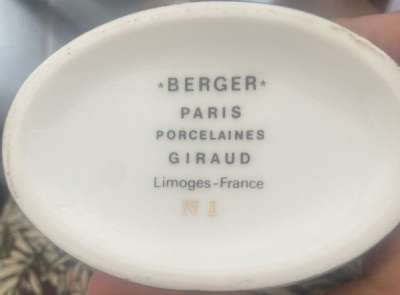 *BERGER*
PARIS
PORCELAINES
GIRAUD
Limoges-France
N 1